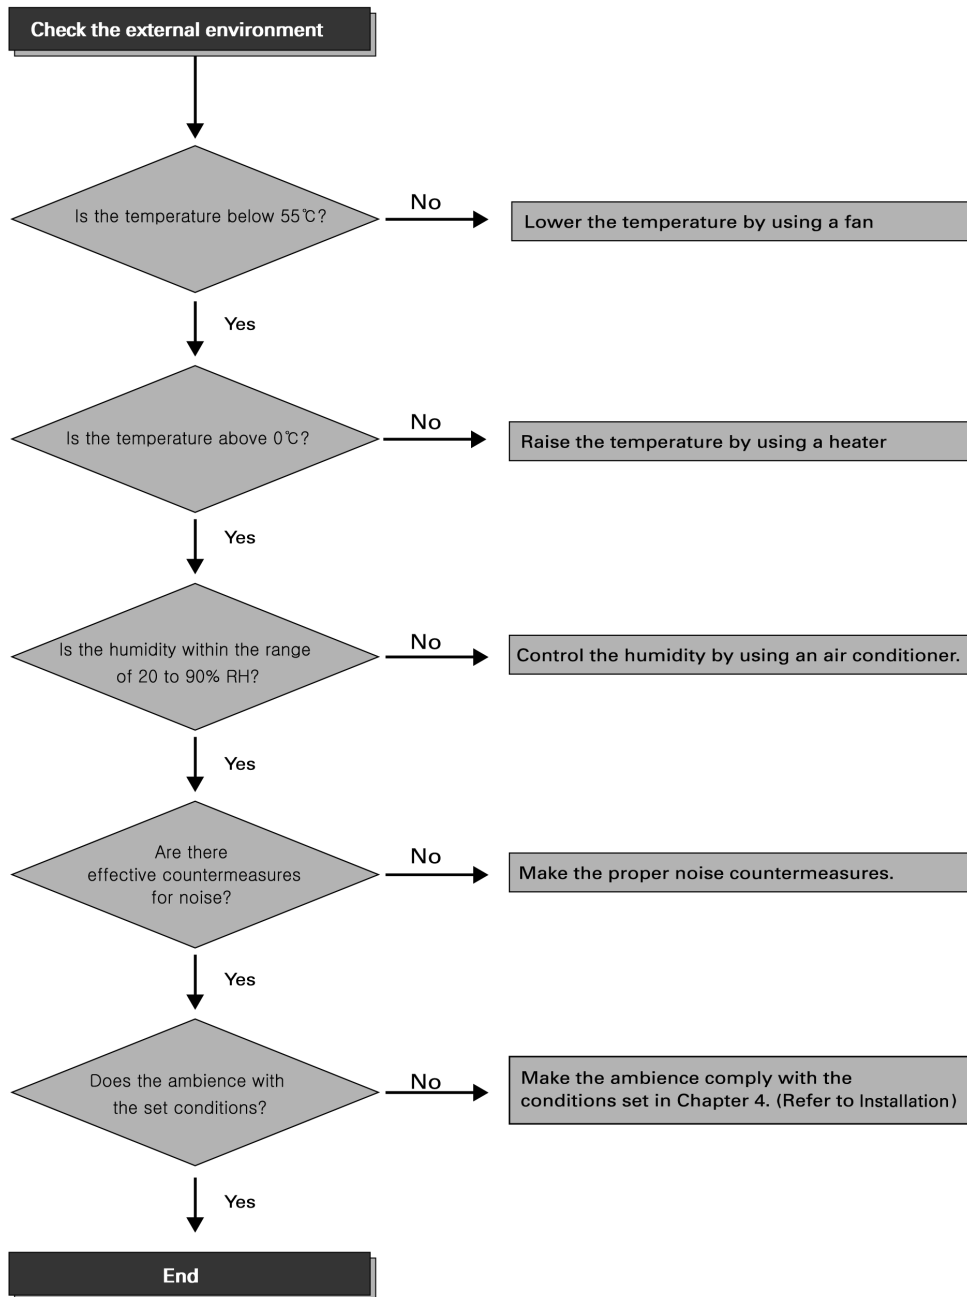 Check the external environment
Is the temperature below 55℃?
No
Lower the temperature by using a fan
Yes
Is the temperature above 0℃?
No
Raise the temperature by using a heater
Yes
Is the humidity within the range
of 20 to 90% RH?
No
Control the humidity by using an air conditioner.
Yes
Are there
effective countermeasures
for noise?
No
Make the proper noise countermeasures.
Yes
Does the ambience with
the set conditions?
No
Make the ambience comply with the
conditions set in Chapter 4. (Refer to Installation)
Yes
End